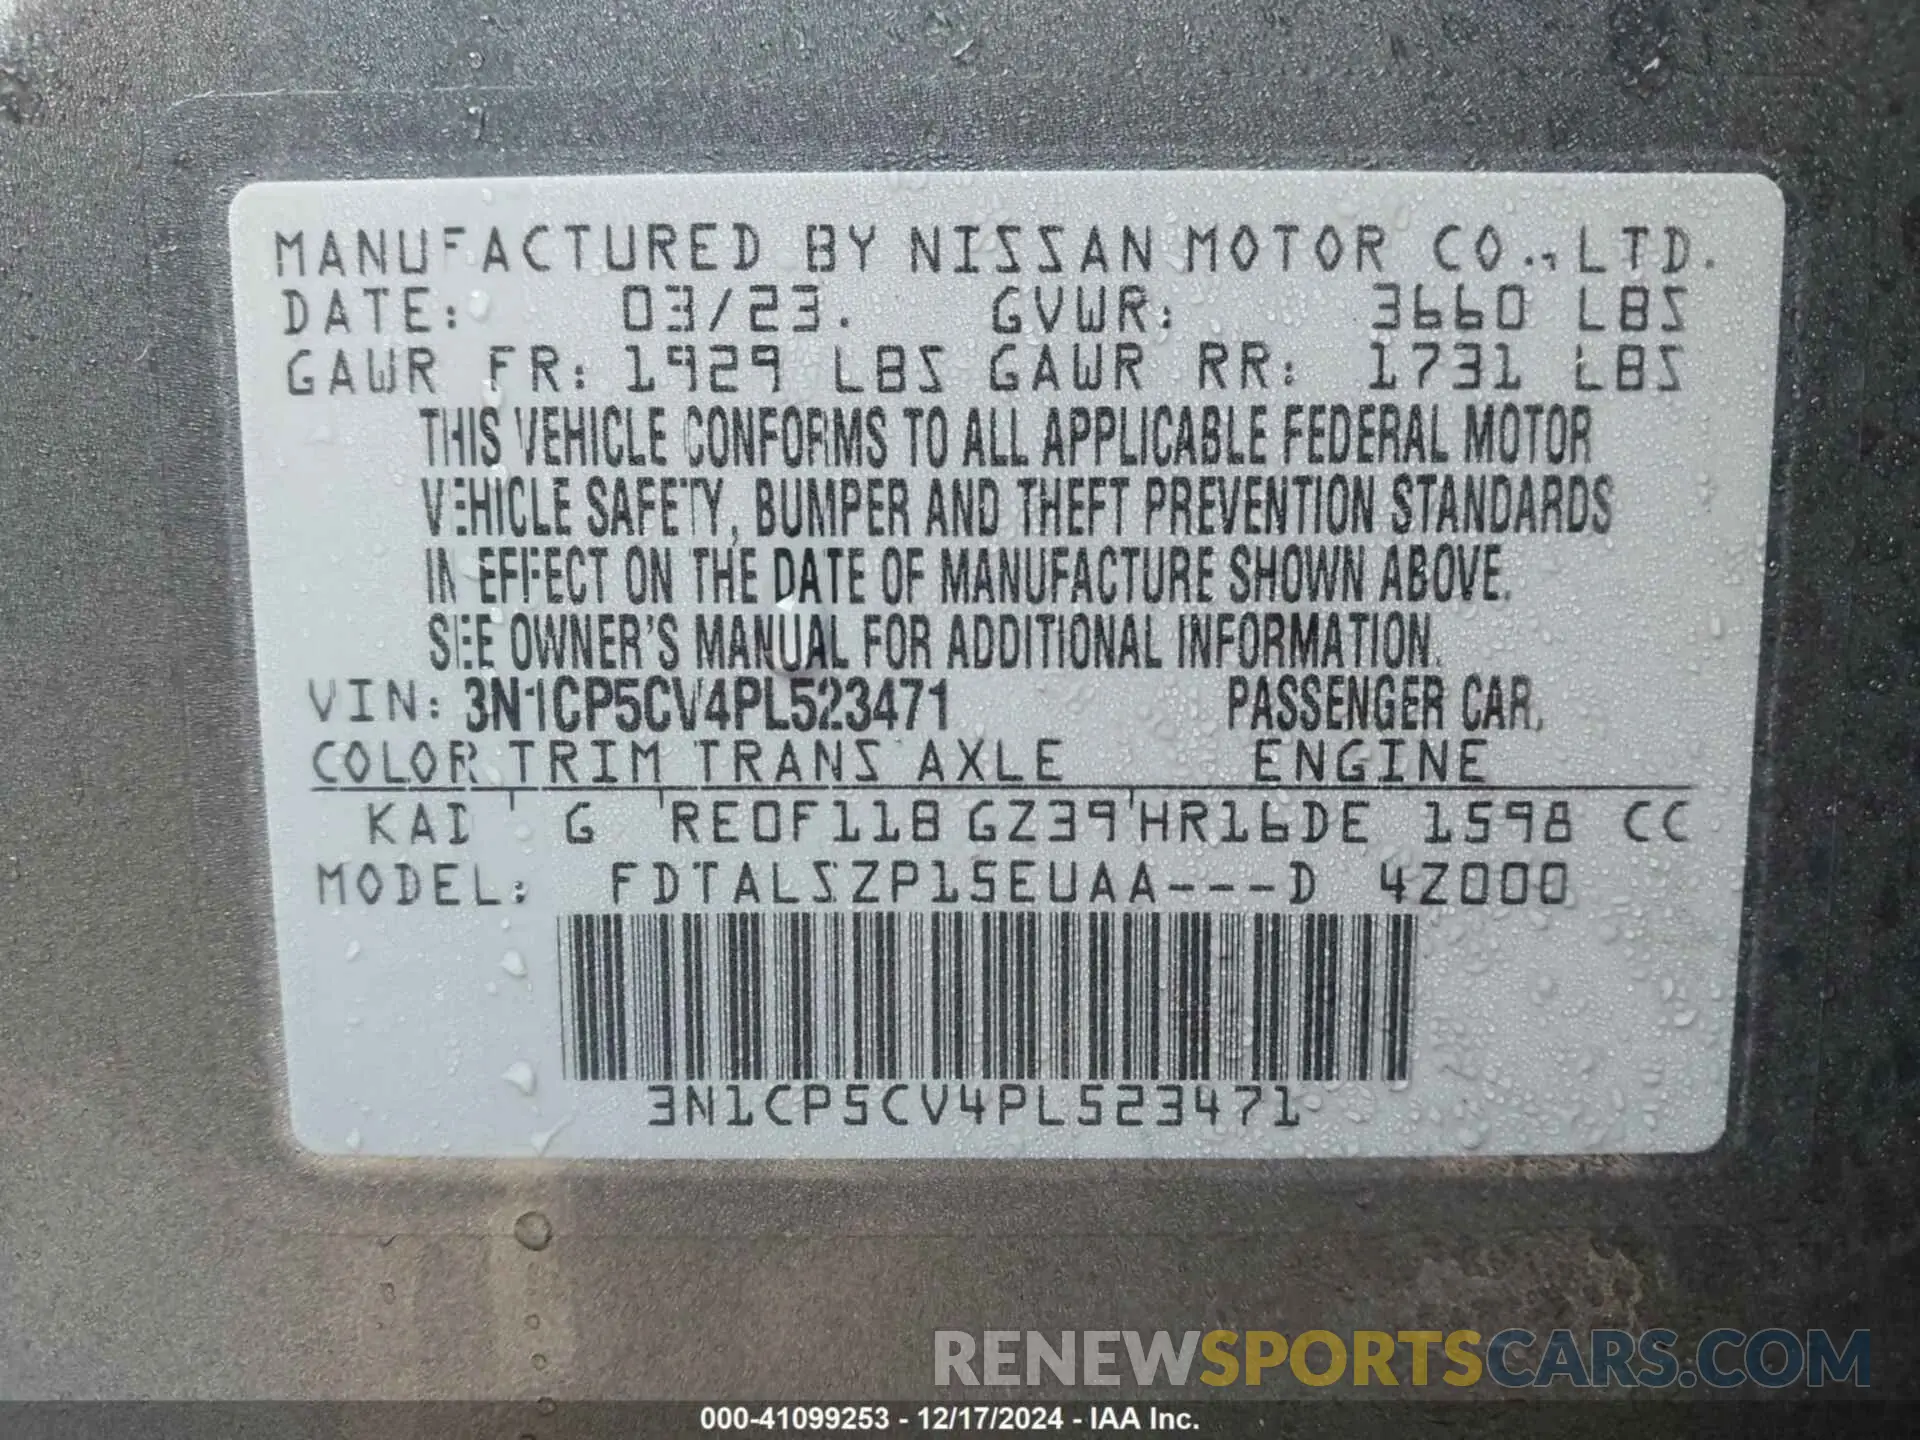 MANUFACTURED BY NISSAN MOTOR CO.,LTD.
DATE: 03/23. GVWR: 3660 LBS
GAWR FR: 1929 LBS GAWR RR: 1731 LBS
THIS VEHICLE CONFORMS TO ALL APPLICABLE FEDERAL MOTOR
VEHICLE SAFETY, BUMPER AND THEFT PREVENTION STANDARDS
IN EFFECT ON THE DATE OF MANUFACTURE SHOWN ABOVE.
SEE OWNER'S MANUAL FOR ADDITIONAL INFORMATION.
VIN: 3N1CP5CV4PL523471 PASSENGER CAR.
COLOR TRIM TRANS AXLE ENGINE
KAD G RE0F11B GZ39 HR16DE 1598 CC
MODEL: FDTALSZP15EUAA---D 4Z000
3N1CP5CV4PL523471
RENEWSPORTSCARS.COM
000-41099253 - 12/17/2024 - IAA Inc.